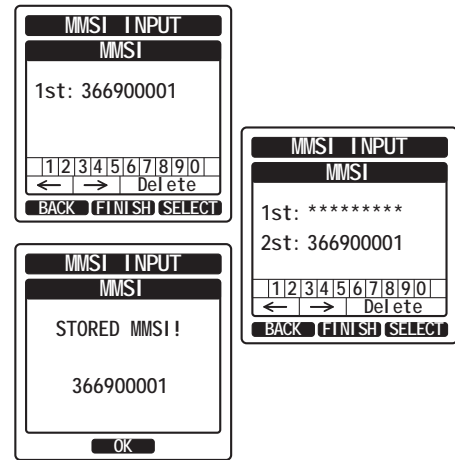 MMSI INPUT
MMSI
1st: 366900001
1 2 3 4 5 6 7 8 9 0
← → Delete
BACK FINISH SELECT
MMSI INPUT
MMSI
1st: *********
2st: 366900001
1 2 3 4 5 6 7 8 9 0
← → Delete
BACK FINISH SELECT
MMSI INPUT
MMSI
STORED MMSI!
366900001
OK